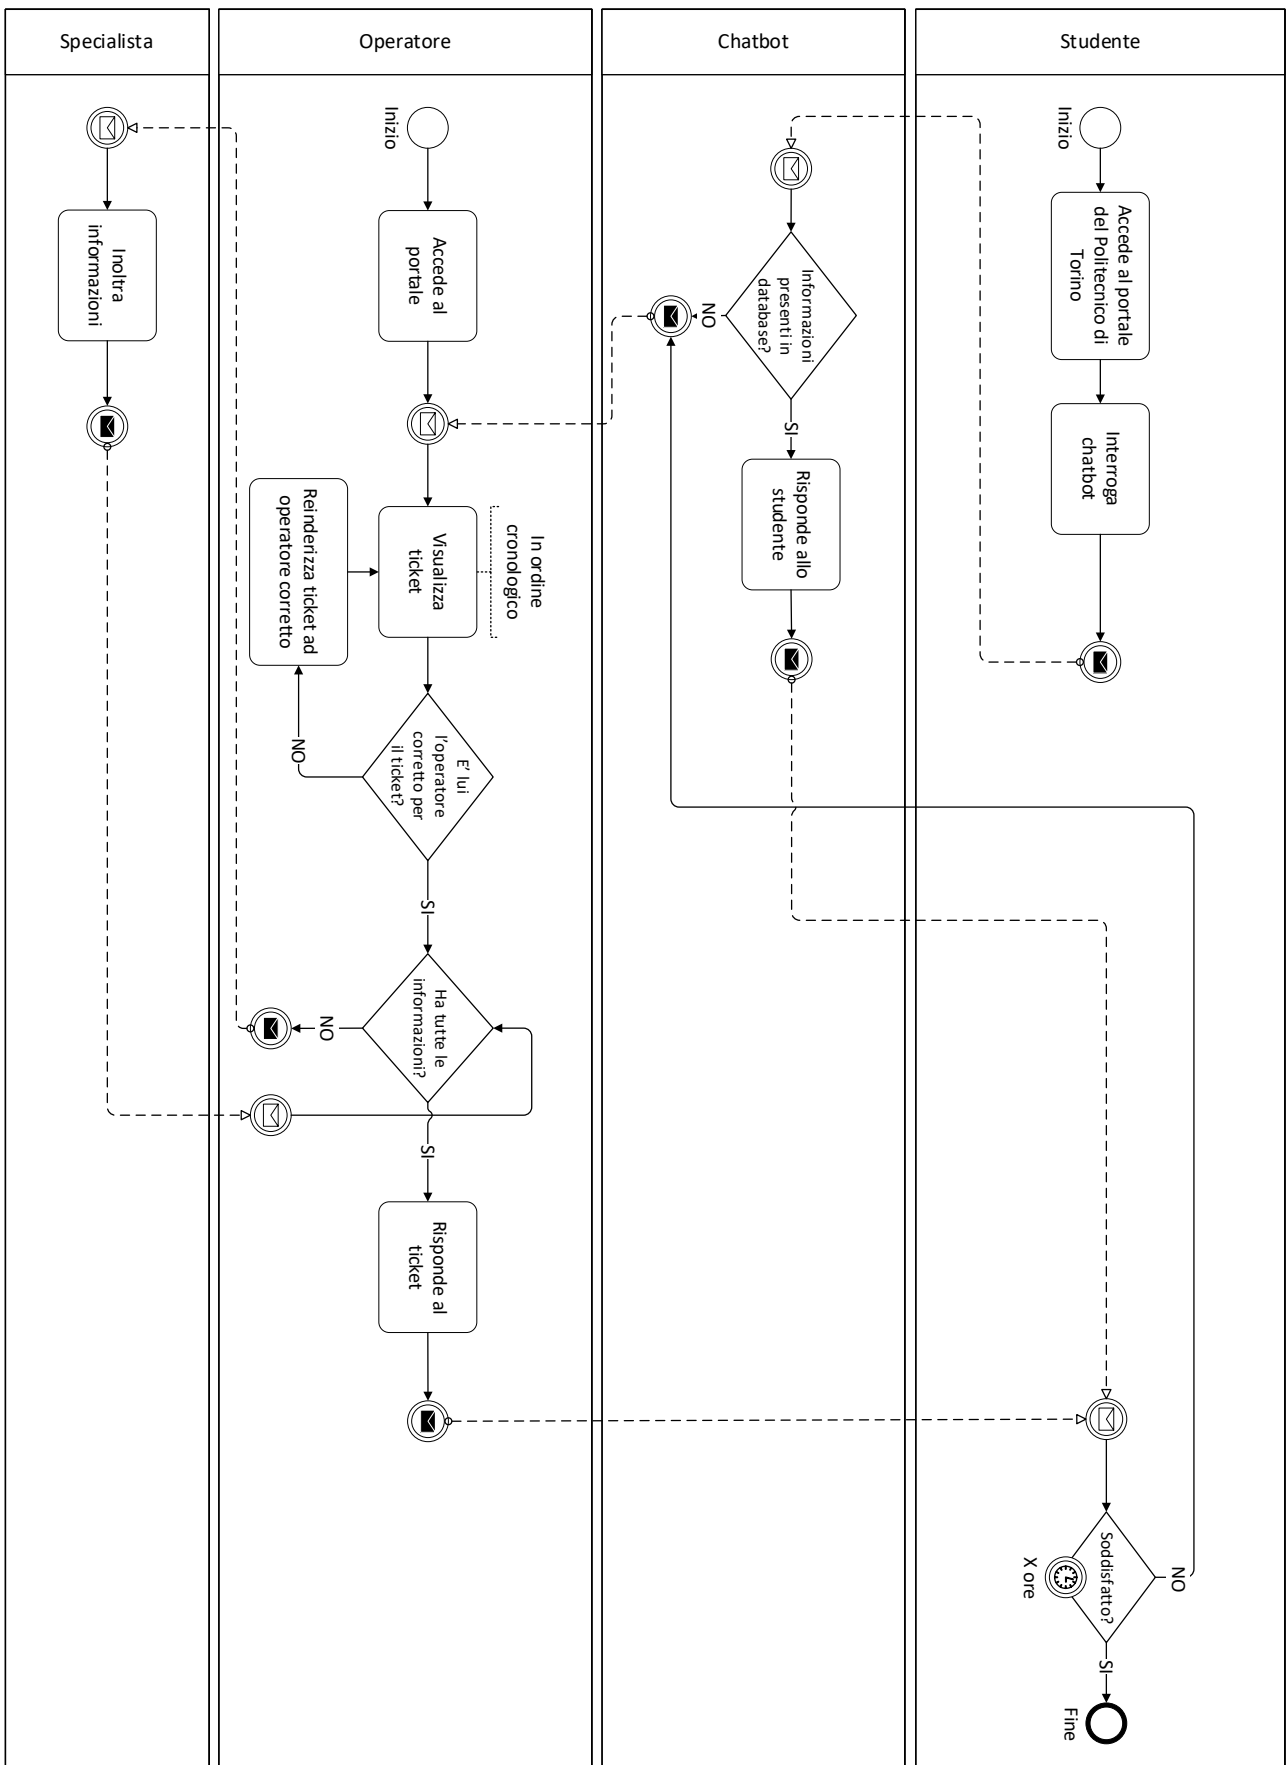 Specialista
Operatore
Chatbot
Studente
Inizio
Accede al portale
del Politecnico di
Torino
Interroga
chatbot
Soddisfatto?
X ore
NO
SI
Fine
Informazioni
presenti in
database?
NO
SI
Risponde allo
studente
Inizio
Accede al
portale
Visualizza
ticket
In ordine
cronologico
Reinderizza ticket ad
operatore corretto
E' lui
l'operatore
corretto per
il ticket?
NO
SI
Ha tutte le
informazioni?
NO
SI
Risponde al
ticket
Inoltra
informazioni